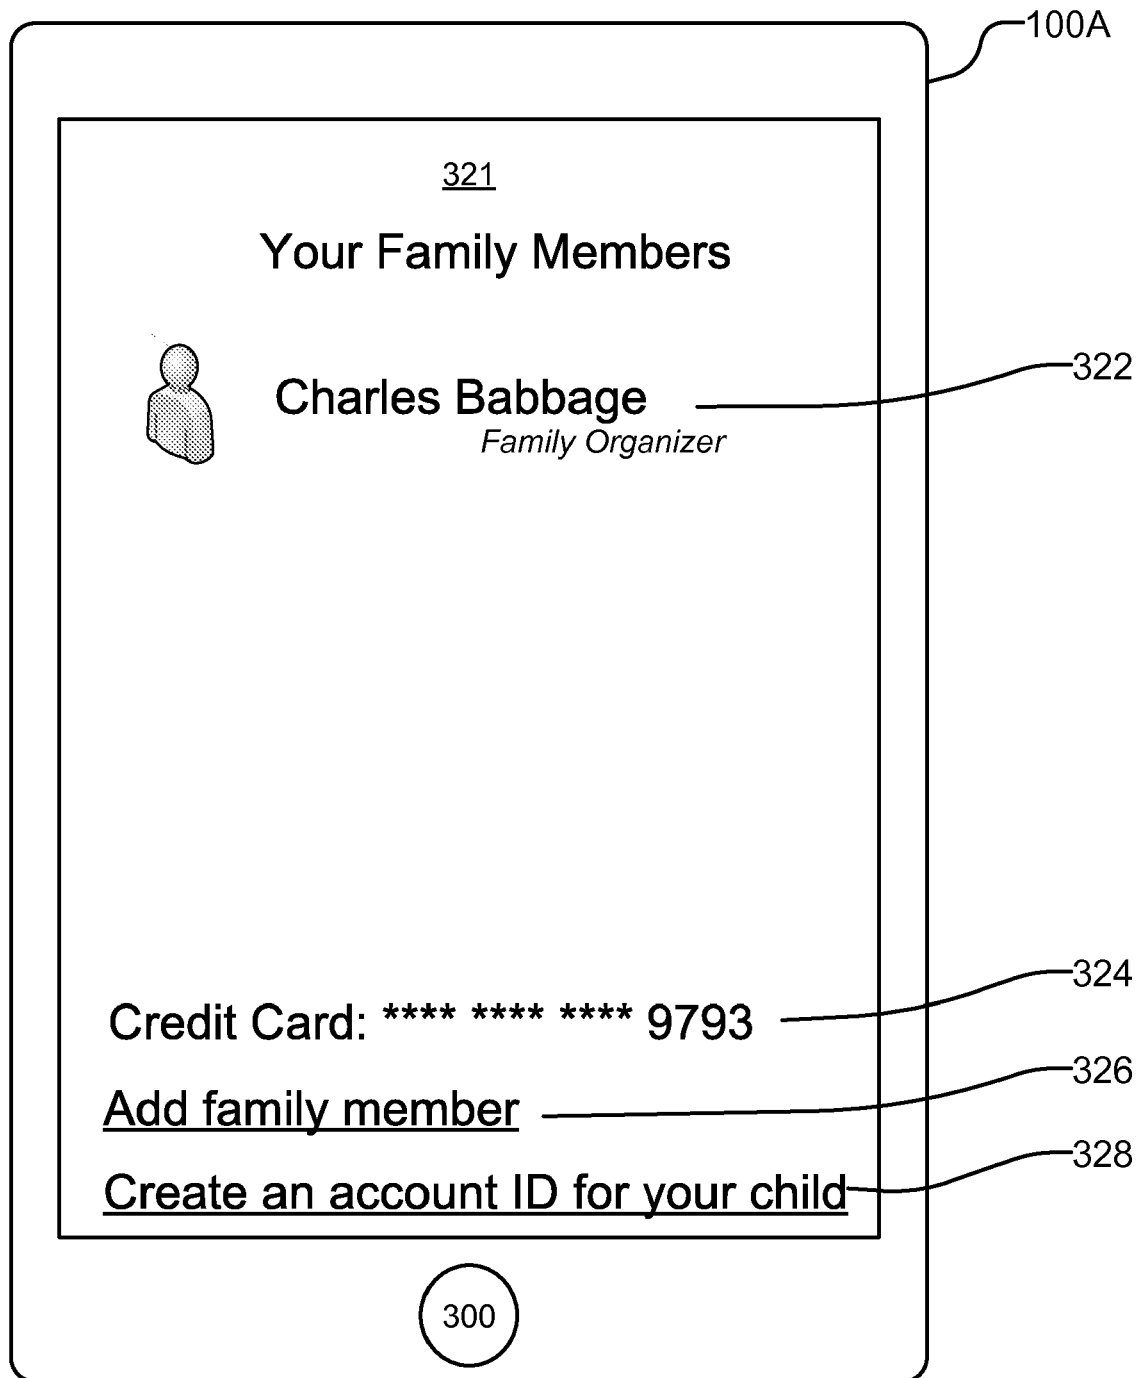 100A
321
Your Family Members
322
Charles Babbage
Family Organizer
324
Credit Card: **** **** **** 9793
326
Add family member
328
Create an account ID for your child
300